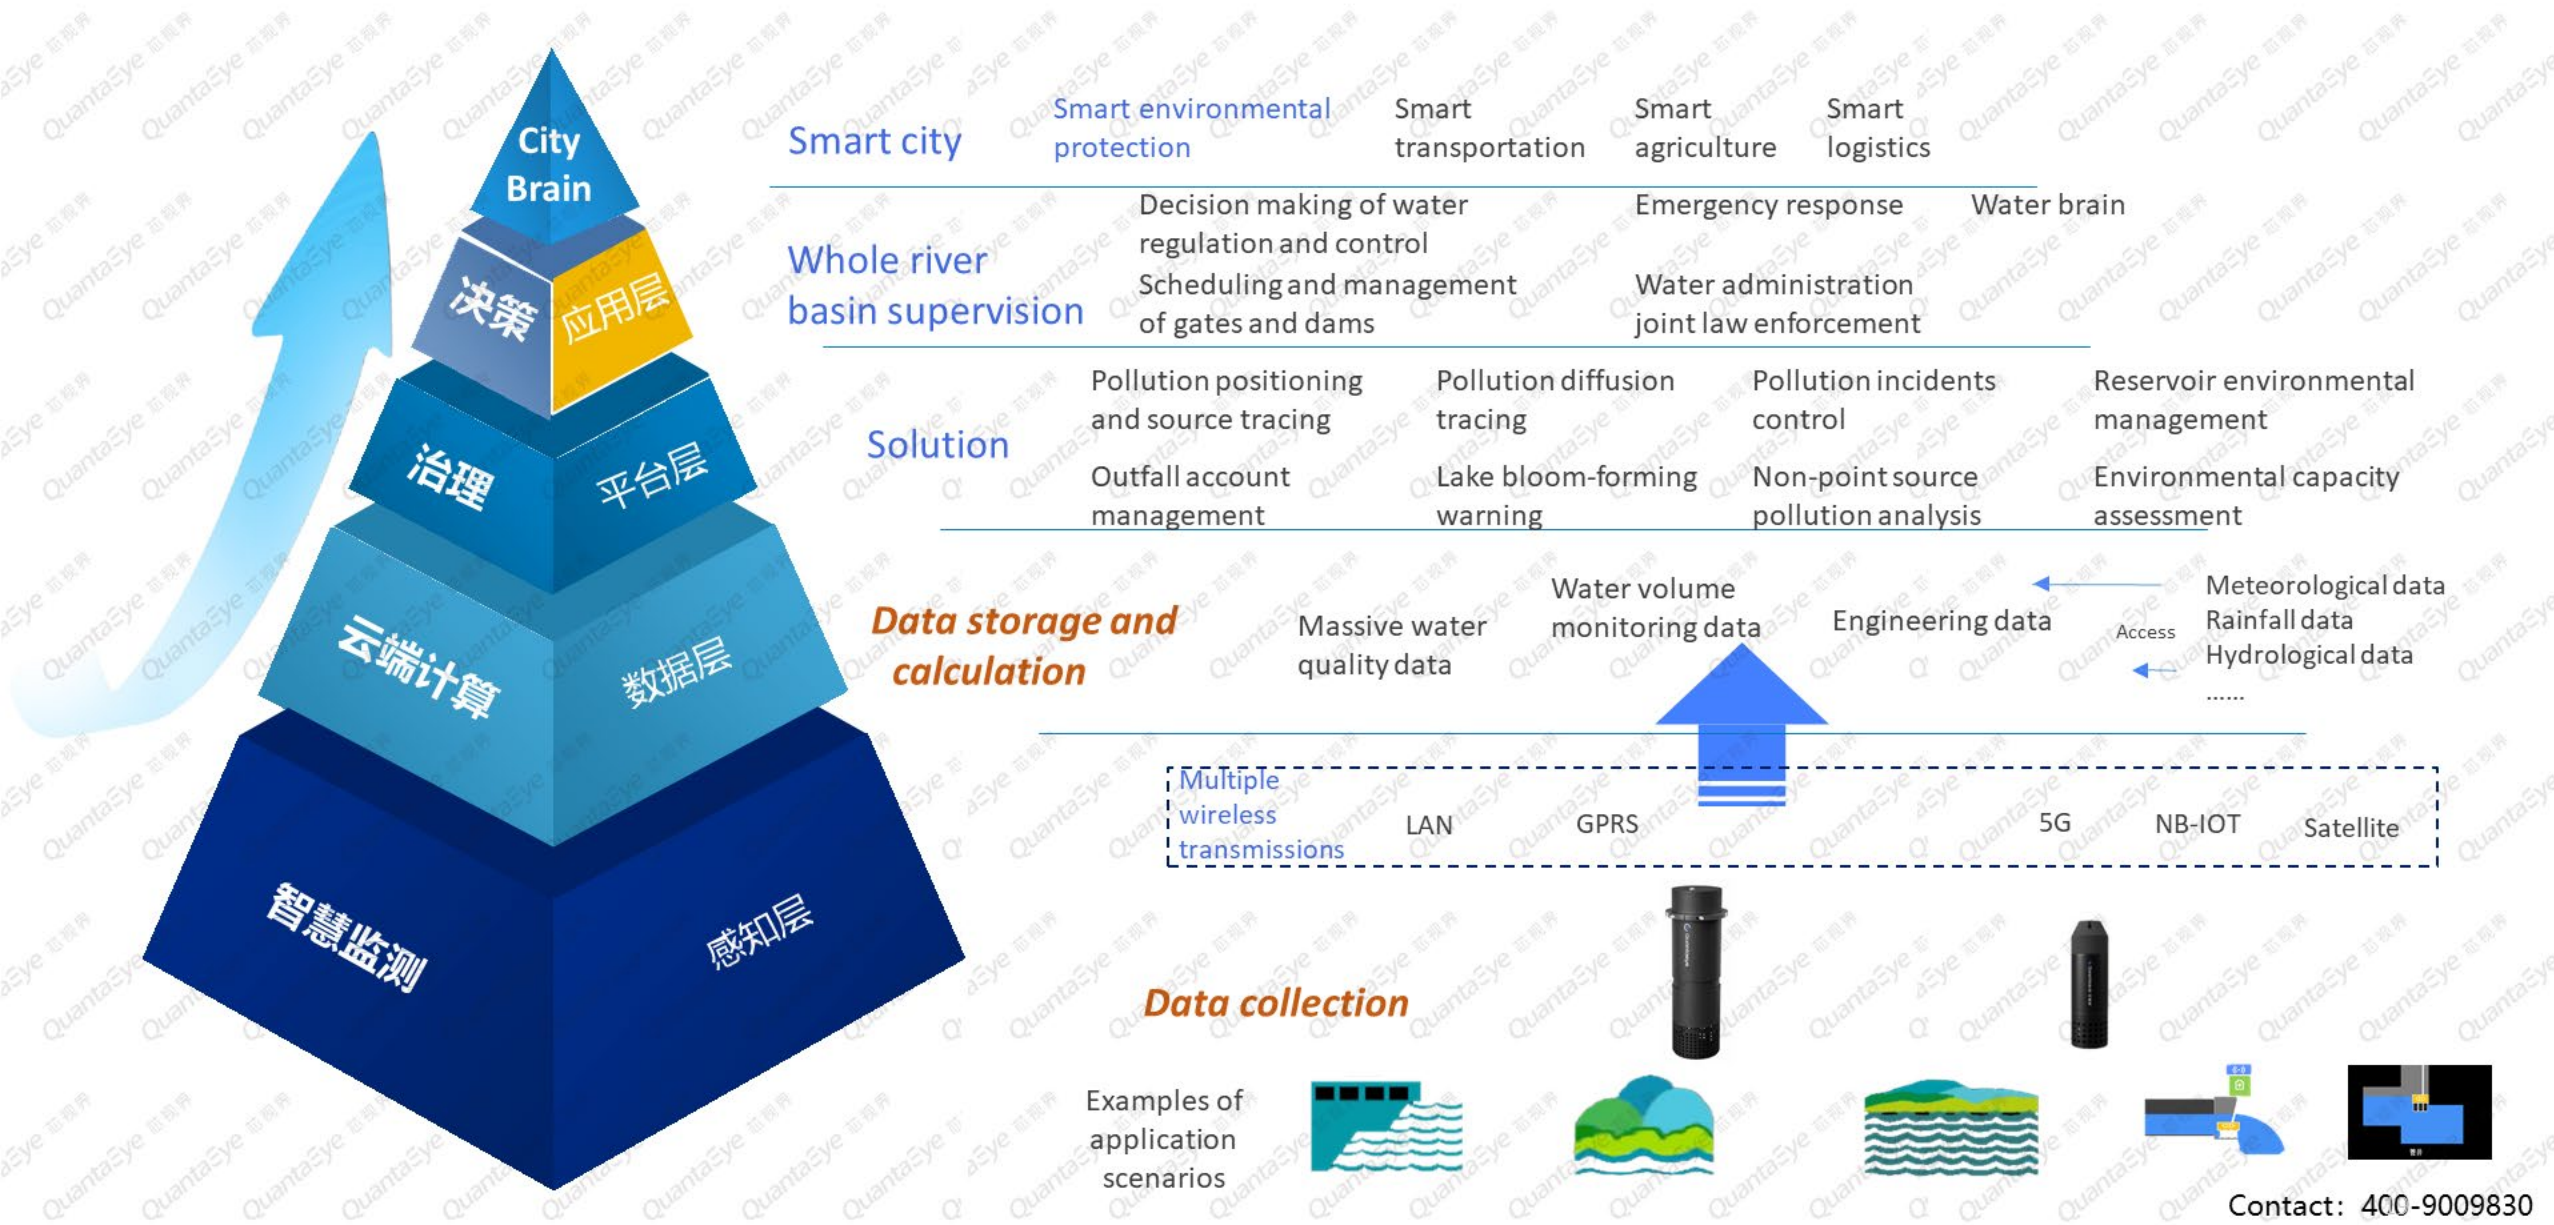 City
Brain
决策
应用层
治理
平台层
云端计算
数据层
智慧监测
感知层
Smart city
Smart environmental
protection
Smart
transportation
Smart
agriculture
Smart
logistics
Whole river
basin supervision
Decision making of water
regulation and control
Emergency response
Water brain
Scheduling and management
of gates and dams
Water administration
joint law enforcement
Solution
Pollution positioning
and source tracing
Pollution diffusion
tracing
Pollution incidents
control
Reservoir environmental
management
Outfall account
management
Lake bloom-forming
warning
Non-point source
pollution analysis
Environmental capacity
assessment
Data storage and
calculation
Massive water
quality data
Water volume
monitoring data
Engineering data
Access
Meteorological data
Rainfall data
Hydrological data
......
Multiple
wireless
transmissions
LAN
GPRS
5G
NB-IOT
Satellite
Data collection
Examples of
application
scenarios
Contact: 400-9009830
QuantaEye 芯视界